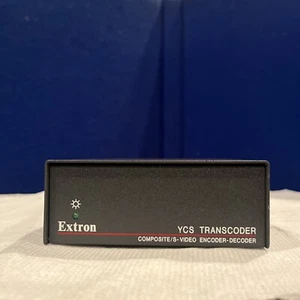 Extron
YCS TRANSCODER
COMPOSITE/S-VIDEO ENCODER-DECODER